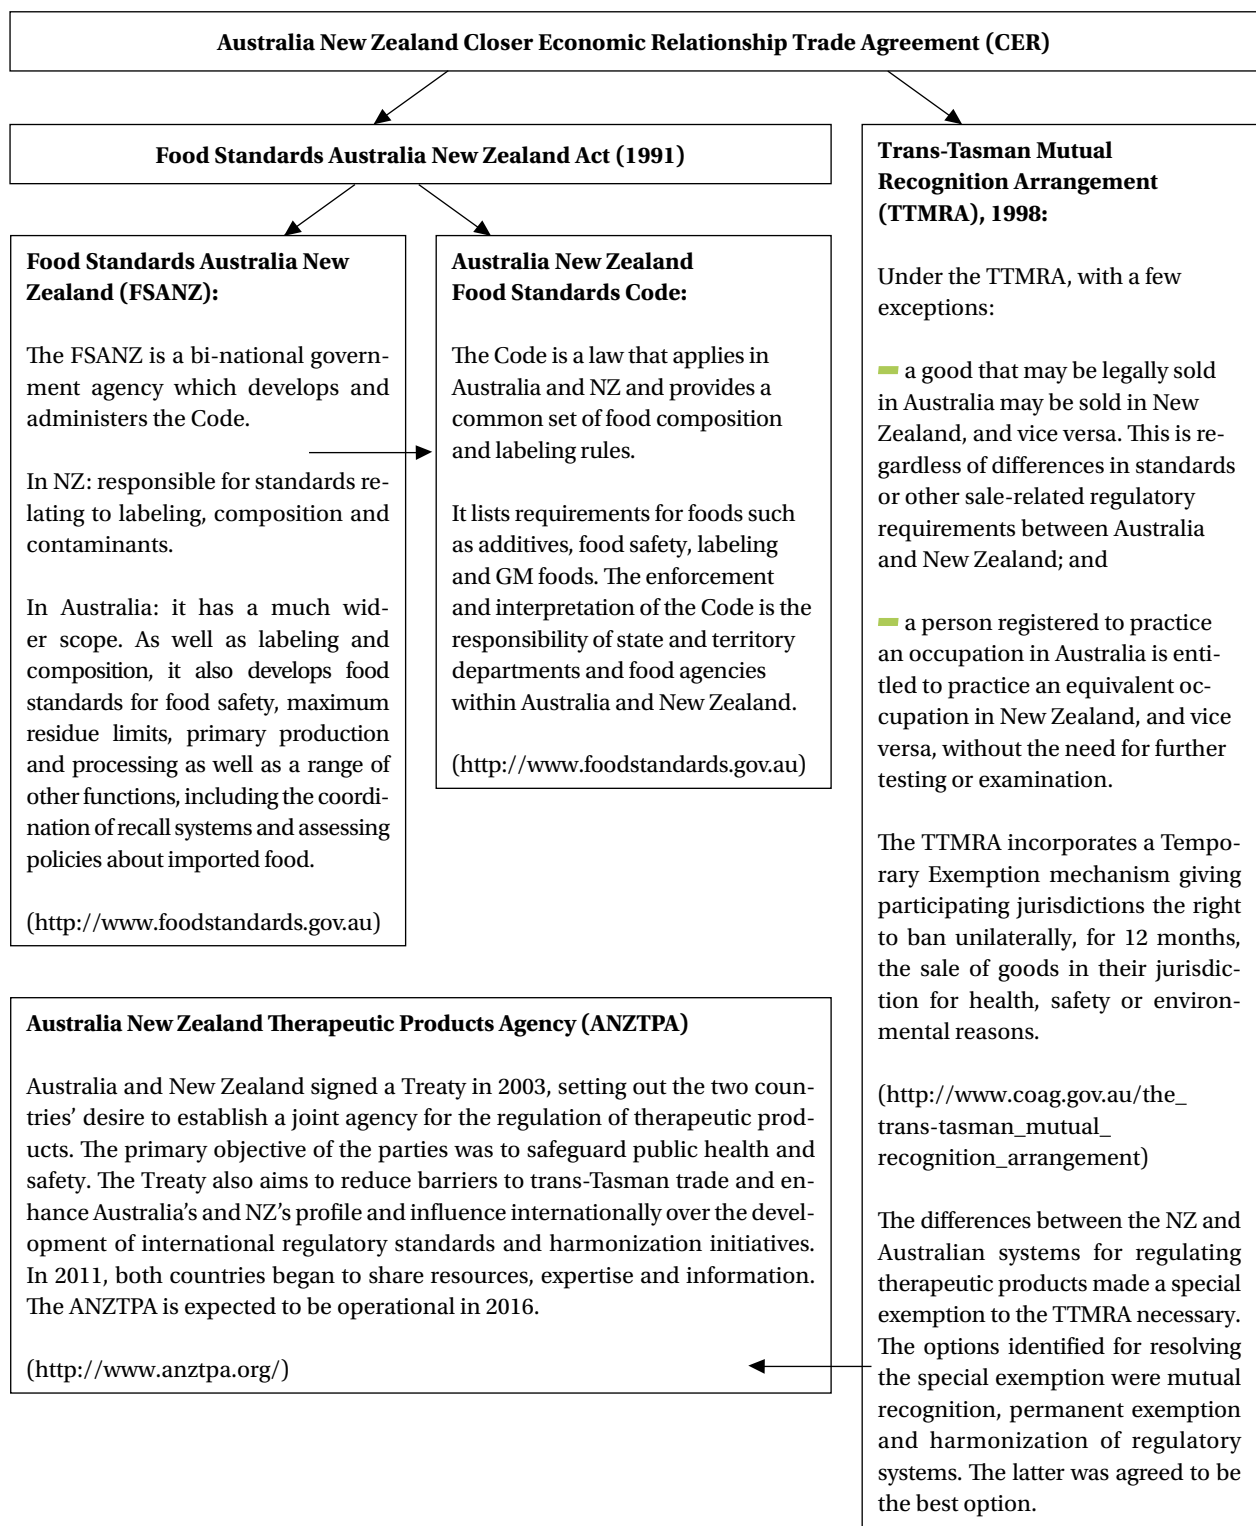 Australia New Zealand Closer Economic Relationship Trade Agreement (CER)
Food Standards Australia New Zealand Act (1991)
Food Standards Australia New
Zealand (FSANZ):
The FSANZ is a bi-national govern-
ment agency which develops and
administers the Code.
In NZ: responsible for standards re-
lating to labeling, composition and
contaminants.
In Australia: it has a much wid-
er scope. As well as labeling and
composition, it also develops food
standards for food safety, maximum
residue limits, primary production
and processing as well as a range of
other functions, including the coordi-
nation of recall systems and assessing
policies about imported food.
(http://www.foodstandards.gov.au)
Australia New Zealand
Food Standards Code:
The Code is a law that applies in
Australia and NZ and provides a
common set of food composition
and labeling rules.
It lists requirements for foods such
as additives, food safety, labeling
and GM foods. The enforcement
and interpretation of the Code is the
responsibility of state and territory
departments and food agencies
within Australia and New Zealand.
(http://www.foodstandards.gov.au)
Trans-Tasman Mutual
Recognition Arrangement
(TTMRA), 1998:
Under the TTMRA, with a few
exceptions:
a good that may be legally sold
in Australia may be sold in New
Zealand, and vice versa. This is re-
gardless of differences in standards
or other sale-related regulatory
requirements between Australia
and New Zealand; and
a person registered to practice
an occupation in Australia is enti-
tled to practice an equivalent oc-
cupation in New Zealand, and vice
versa, without the need for further
testing or examination.
The TTMRA incorporates a Tempo-
rary Exemption mechanism giving
participating jurisdictions the right
to ban unilaterally, for 12 months,
the sale of goods in their jurisdic-
tion for health, safety or environ-
mental reasons.
(http://www.coag.gov.au/the_
trans-tasman_mutual_
recognition_arrangement)
The differences between the NZ and
Australian systems for regulating
therapeutic products made a special
exemption to the TTMRA necessary.
The options identified for resolving
the special exemption were mutual
recognition, permanent exemption
and harmonization of regulatory
systems. The latter was agreed to be
the best option.
Australia New Zealand Therapeutic Products Agency (ANZTPA)
Australia and New Zealand signed a Treaty in 2003, setting out the two coun-
tries' desire to establish a joint agency for the regulation of therapeutic prod-
ucts. The primary objective of the parties was to safeguard public health and
safety. The Treaty also aims to reduce barriers to trans-Tasman trade and en-
hance Australia's and NZ's profile and influence internationally over the devel-
opment of international regulatory standards and harmonization initiatives.
In 2011, both countries began to share resources, expertise and information.
The ANZTPA is expected to be operational in 2016.
(http://www.anztpa.org/)